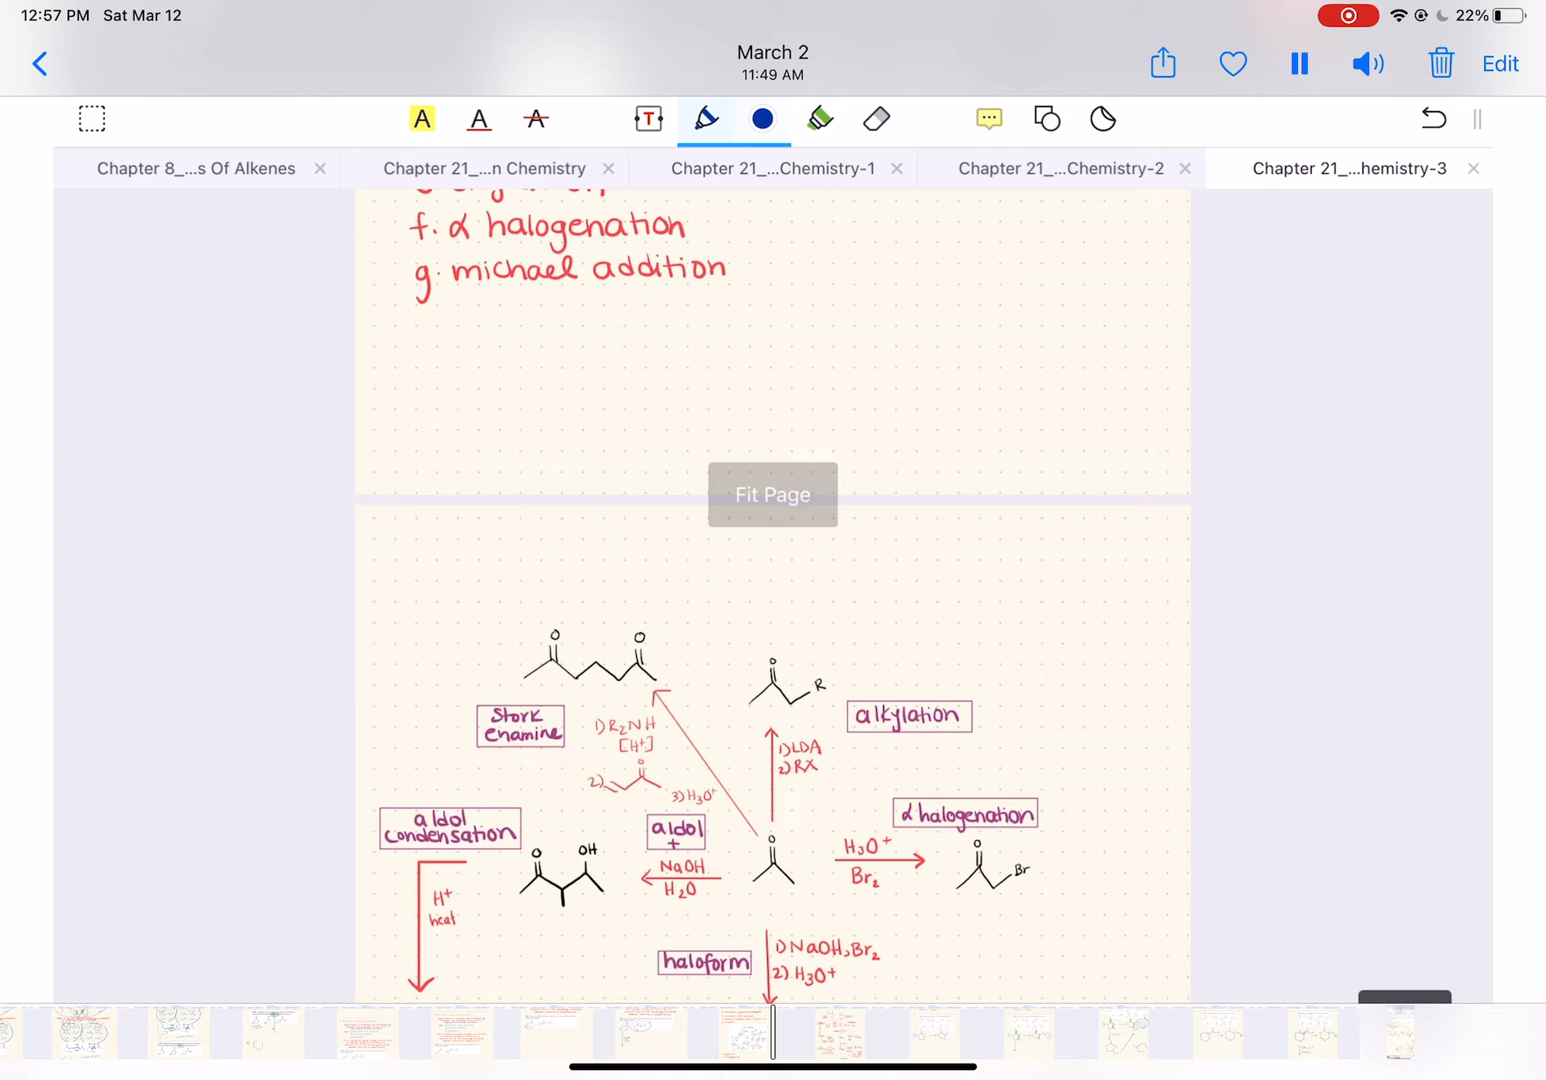 12:57 PM Sat Mar 12
22%
March 2
11:49 AM
Edit
A A A T
Chapter 8_...s Of Alkenes
Chapter 21_...n Chemistry
Chapter 21_...Chemistry-1
Chapter 21_...Chemistry-2
Chapter 21_...hemistry-3
f. α halogenation
g. michael addition
Fit Page
O O
O
R
Stork
enamine
1) R₂NH
[H⁺]
O
2)
3) H₃O⁺
alkylation
1) LDA
2) RX
aldol
condensation
H⁺
heat
O OH
aldol
+
NaOH
H₂O
O
H₃O⁺
Br₂
α halogenation
O
Br
haloform
1) NaOH, Br₂
2) H₃O⁺